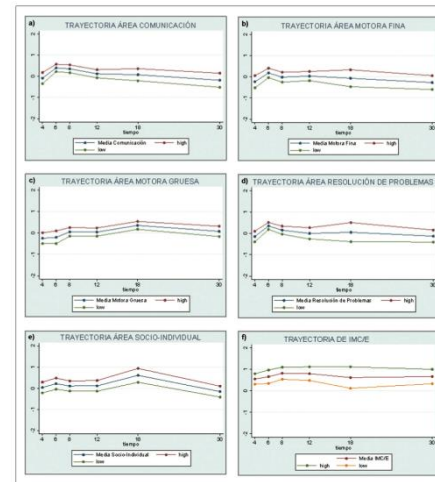 a) TRAYECTORIA ÁREA COMUNICACIÓN
2
1
0
-1
-2
4 6 8 12 18 30
tiempo
Media Comunicación high
low
b) TRAYECTORIA ÁREA MOTORA FINA
2
1
0
-1
-2
4 6 8 12 18 30
tiempo
Media Motora Fina high
low
c) TRAYECTORIA ÁREA MOTORA GRUESA
2
1
0
-1
-2
4 6 8 12 18 30
tiempo
Media Motora Gruesa high
low
d) TRAYECTORIA ÁREA RESOLUCIÓN DE PROBLEMAS
2
1
0
-1
-2
4 6 8 12 18 30
tiempo
Media Resolución de Problemas high
low
e) TRAYECTORIA ÁREA SOCIO-INDIVIDUAL
2
1
0
-1
-2
4 6 8 12 18 30
tiempo
Media Socio-Individual high
low
f) TRAYECTORIA DE IMC/E
2
1
0
-1
-2
4 6 8 12 18 30
tiempo
Media IMC/E
high low